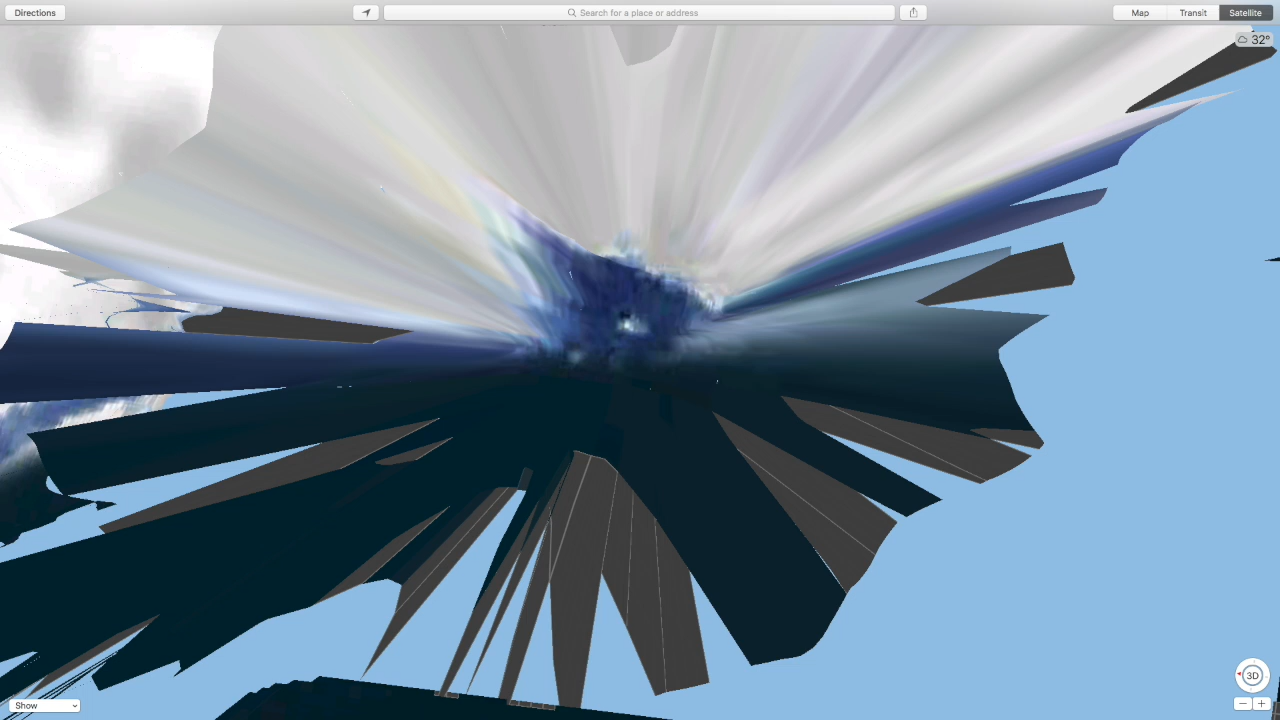 Directions
Search for a place or address
Map
Transit
Satellite
32°
3D
Show